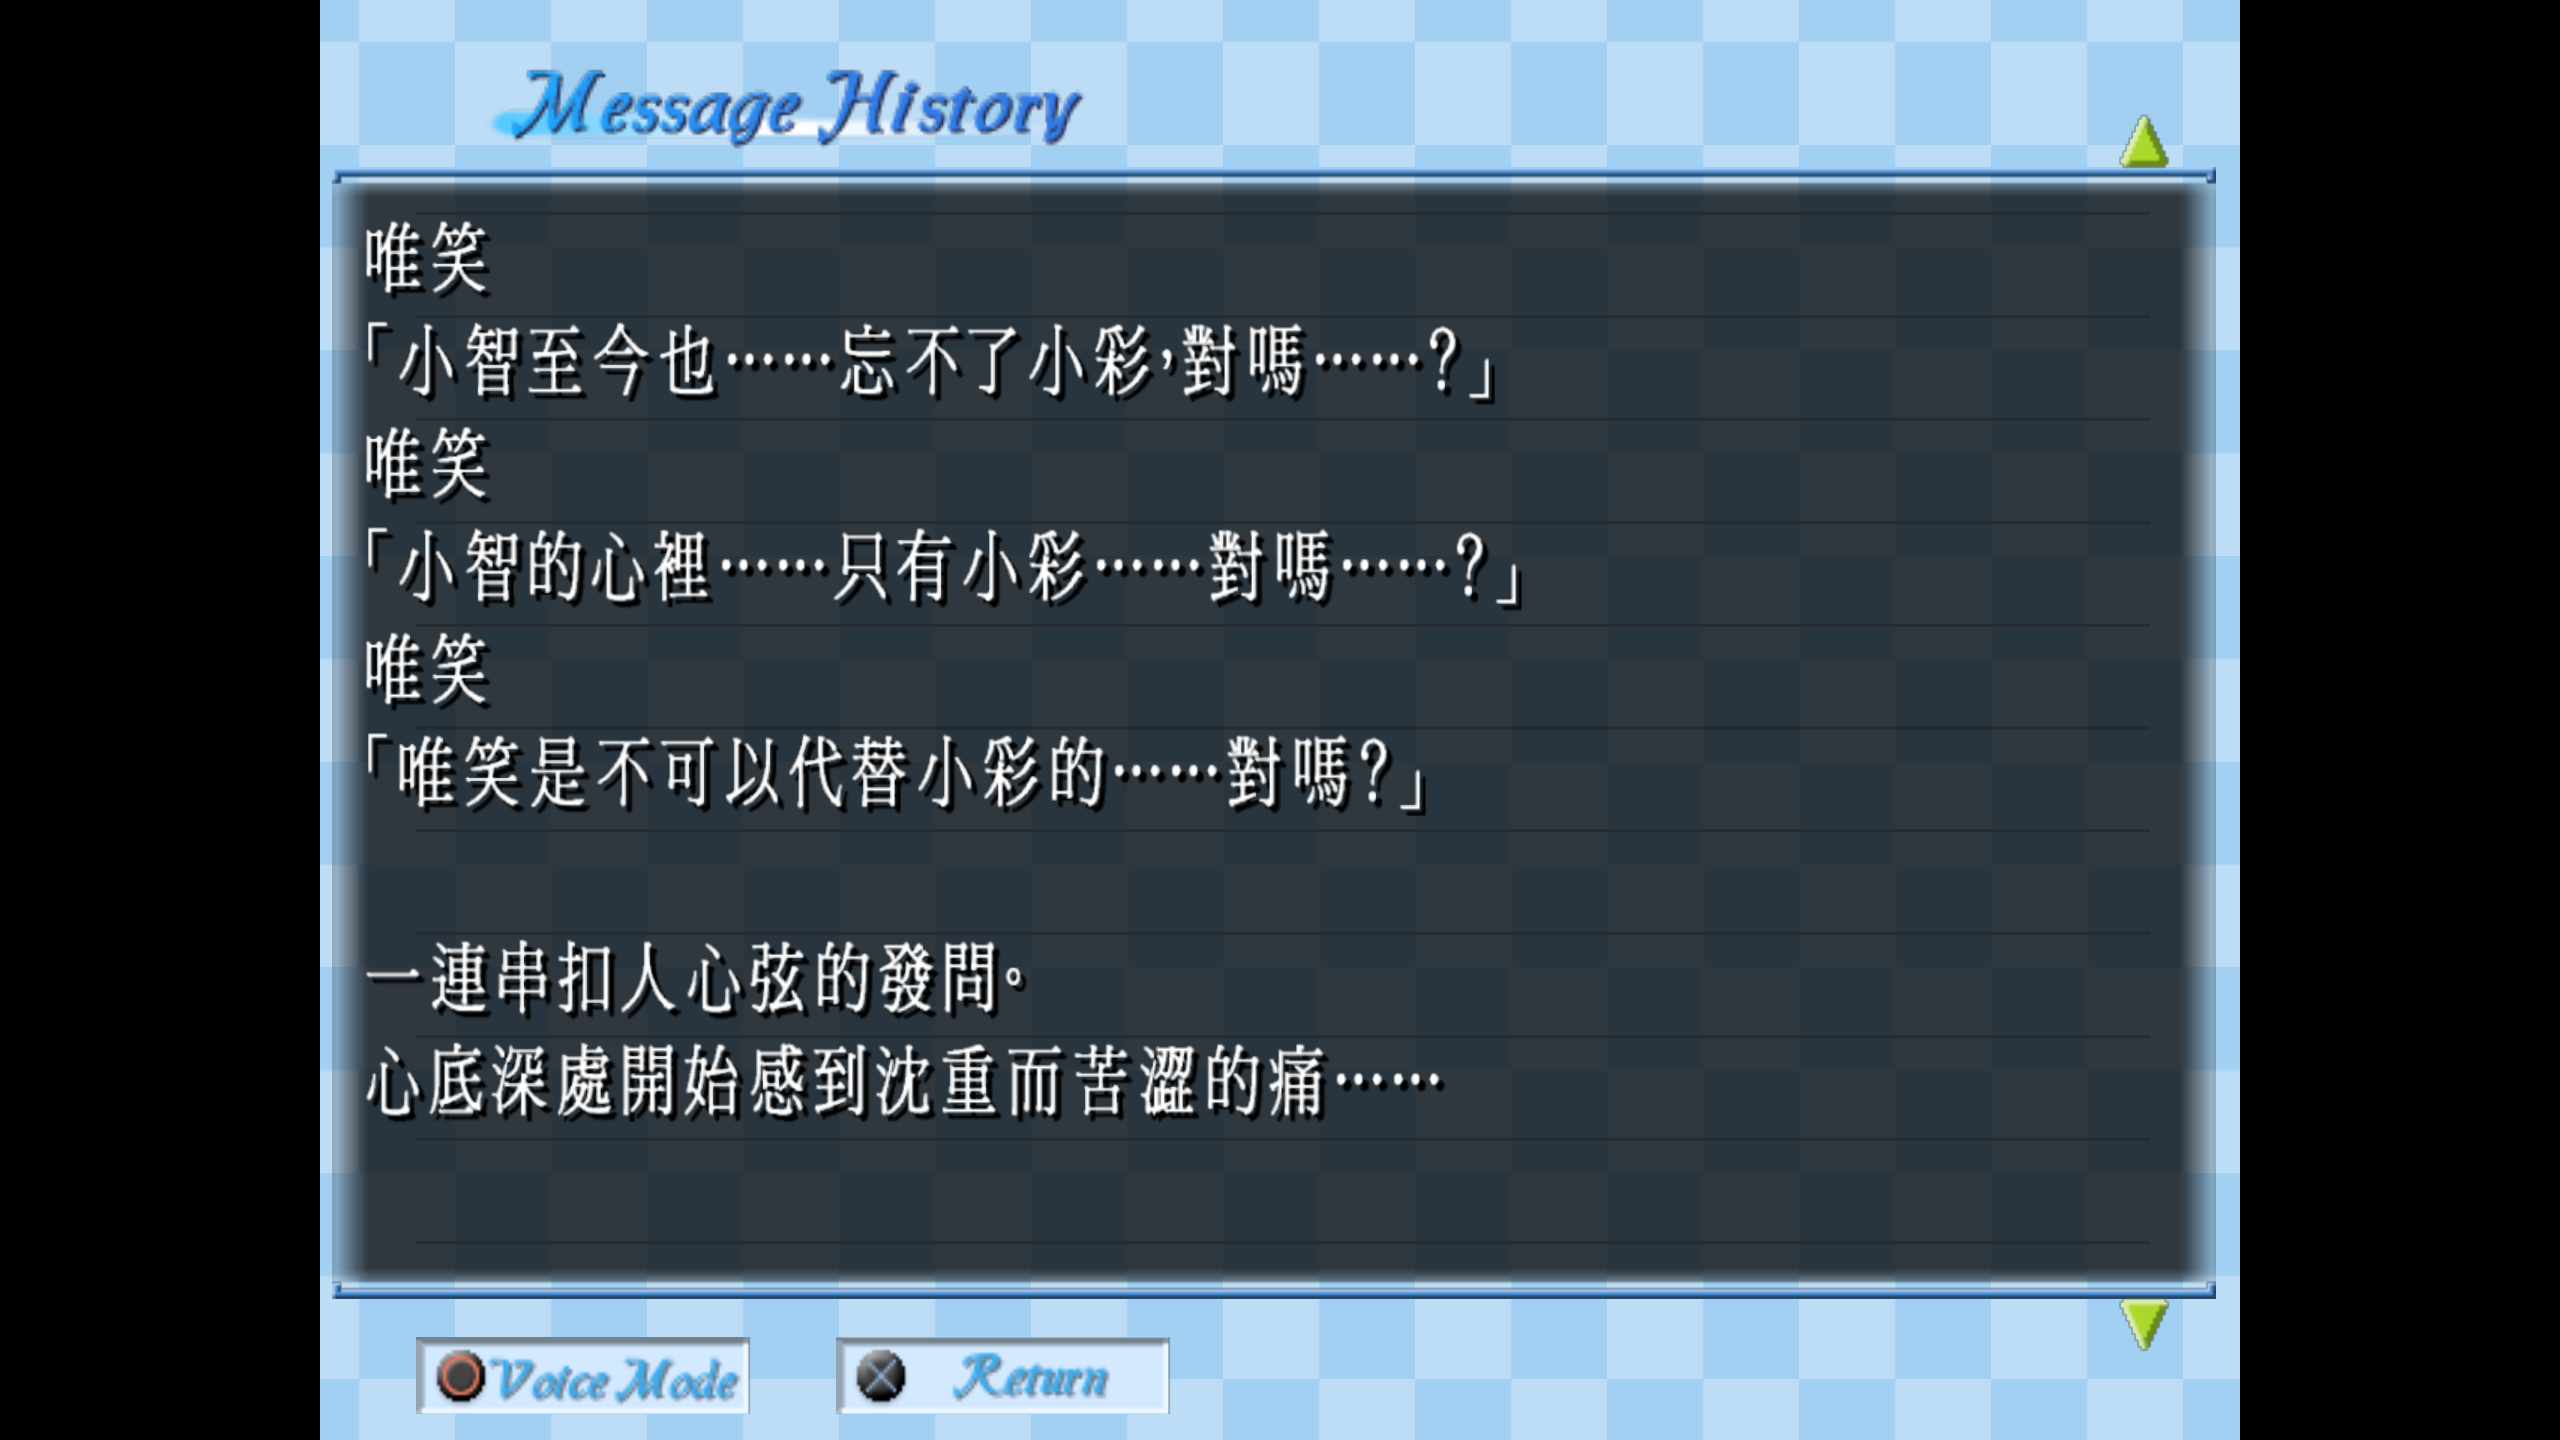 Message History
唯笑
「小智至今也……忘不了小彩，對嗎……？」
唯笑
「小智的心裡……只有小彩……對嗎……？」
唯笑
「唯笑是不可以代替小彩的……對嗎？」
一連串扣人心弦的發問。
心底深處開始感到沈重而苦澀的痛……
Voice Mode
Return